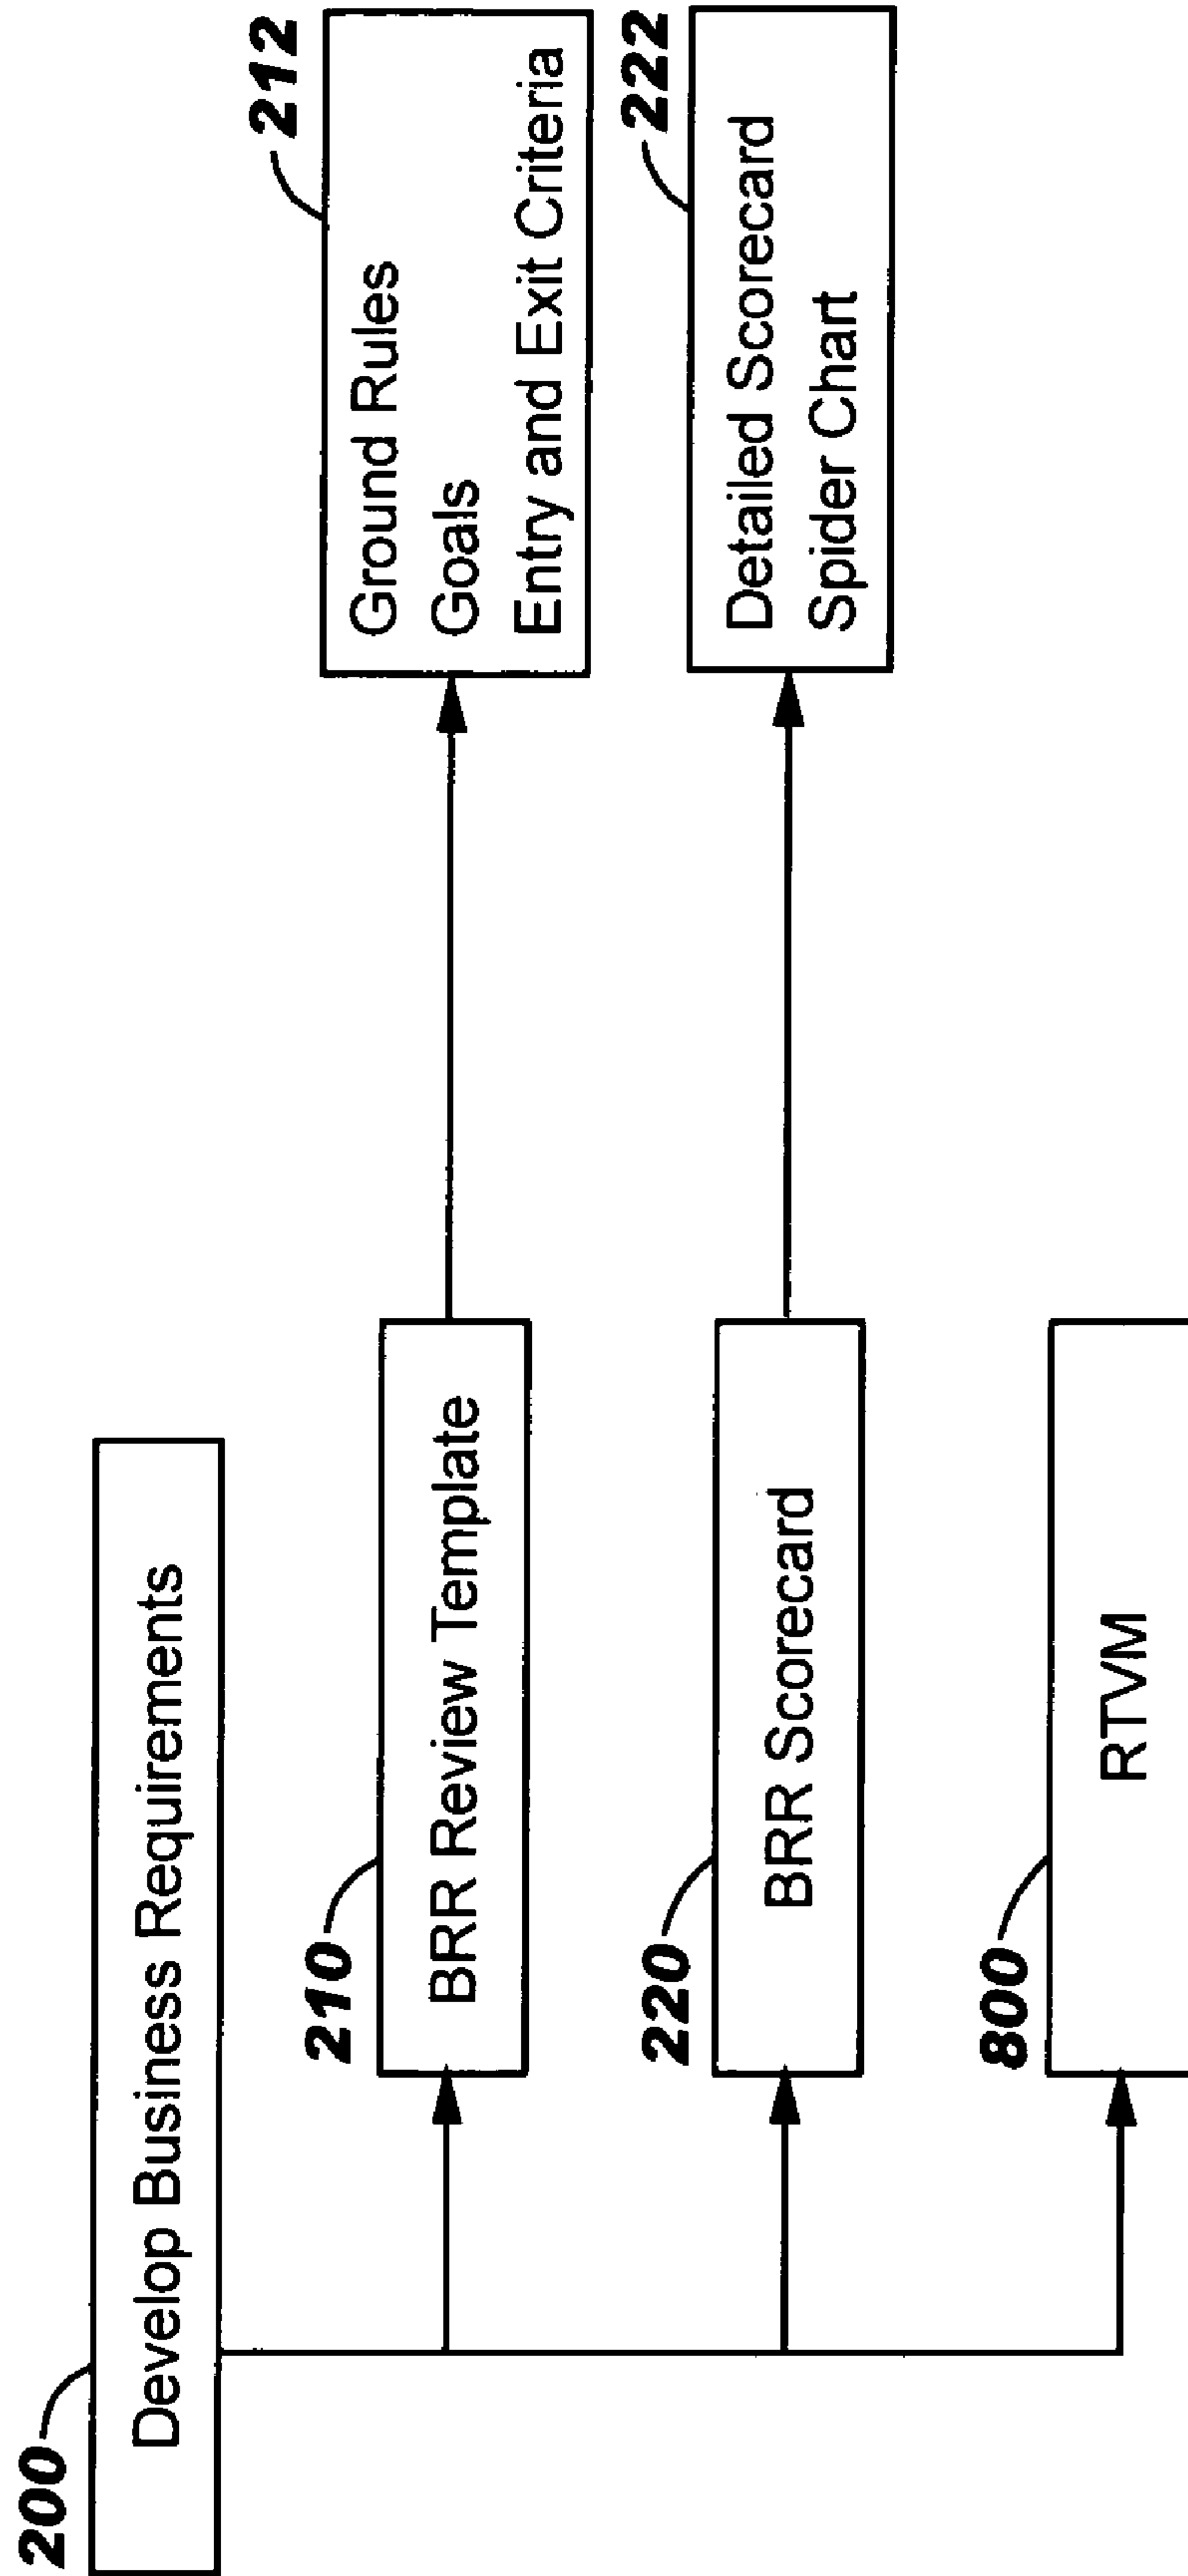 200
Develop Business Requirements
210
BRR Review Template
212
Ground Rules
Goals
Entry and Exit Criteria
220
BRR Scorecard
222
Detailed Scorecard
Spider Chart
800
RTVM